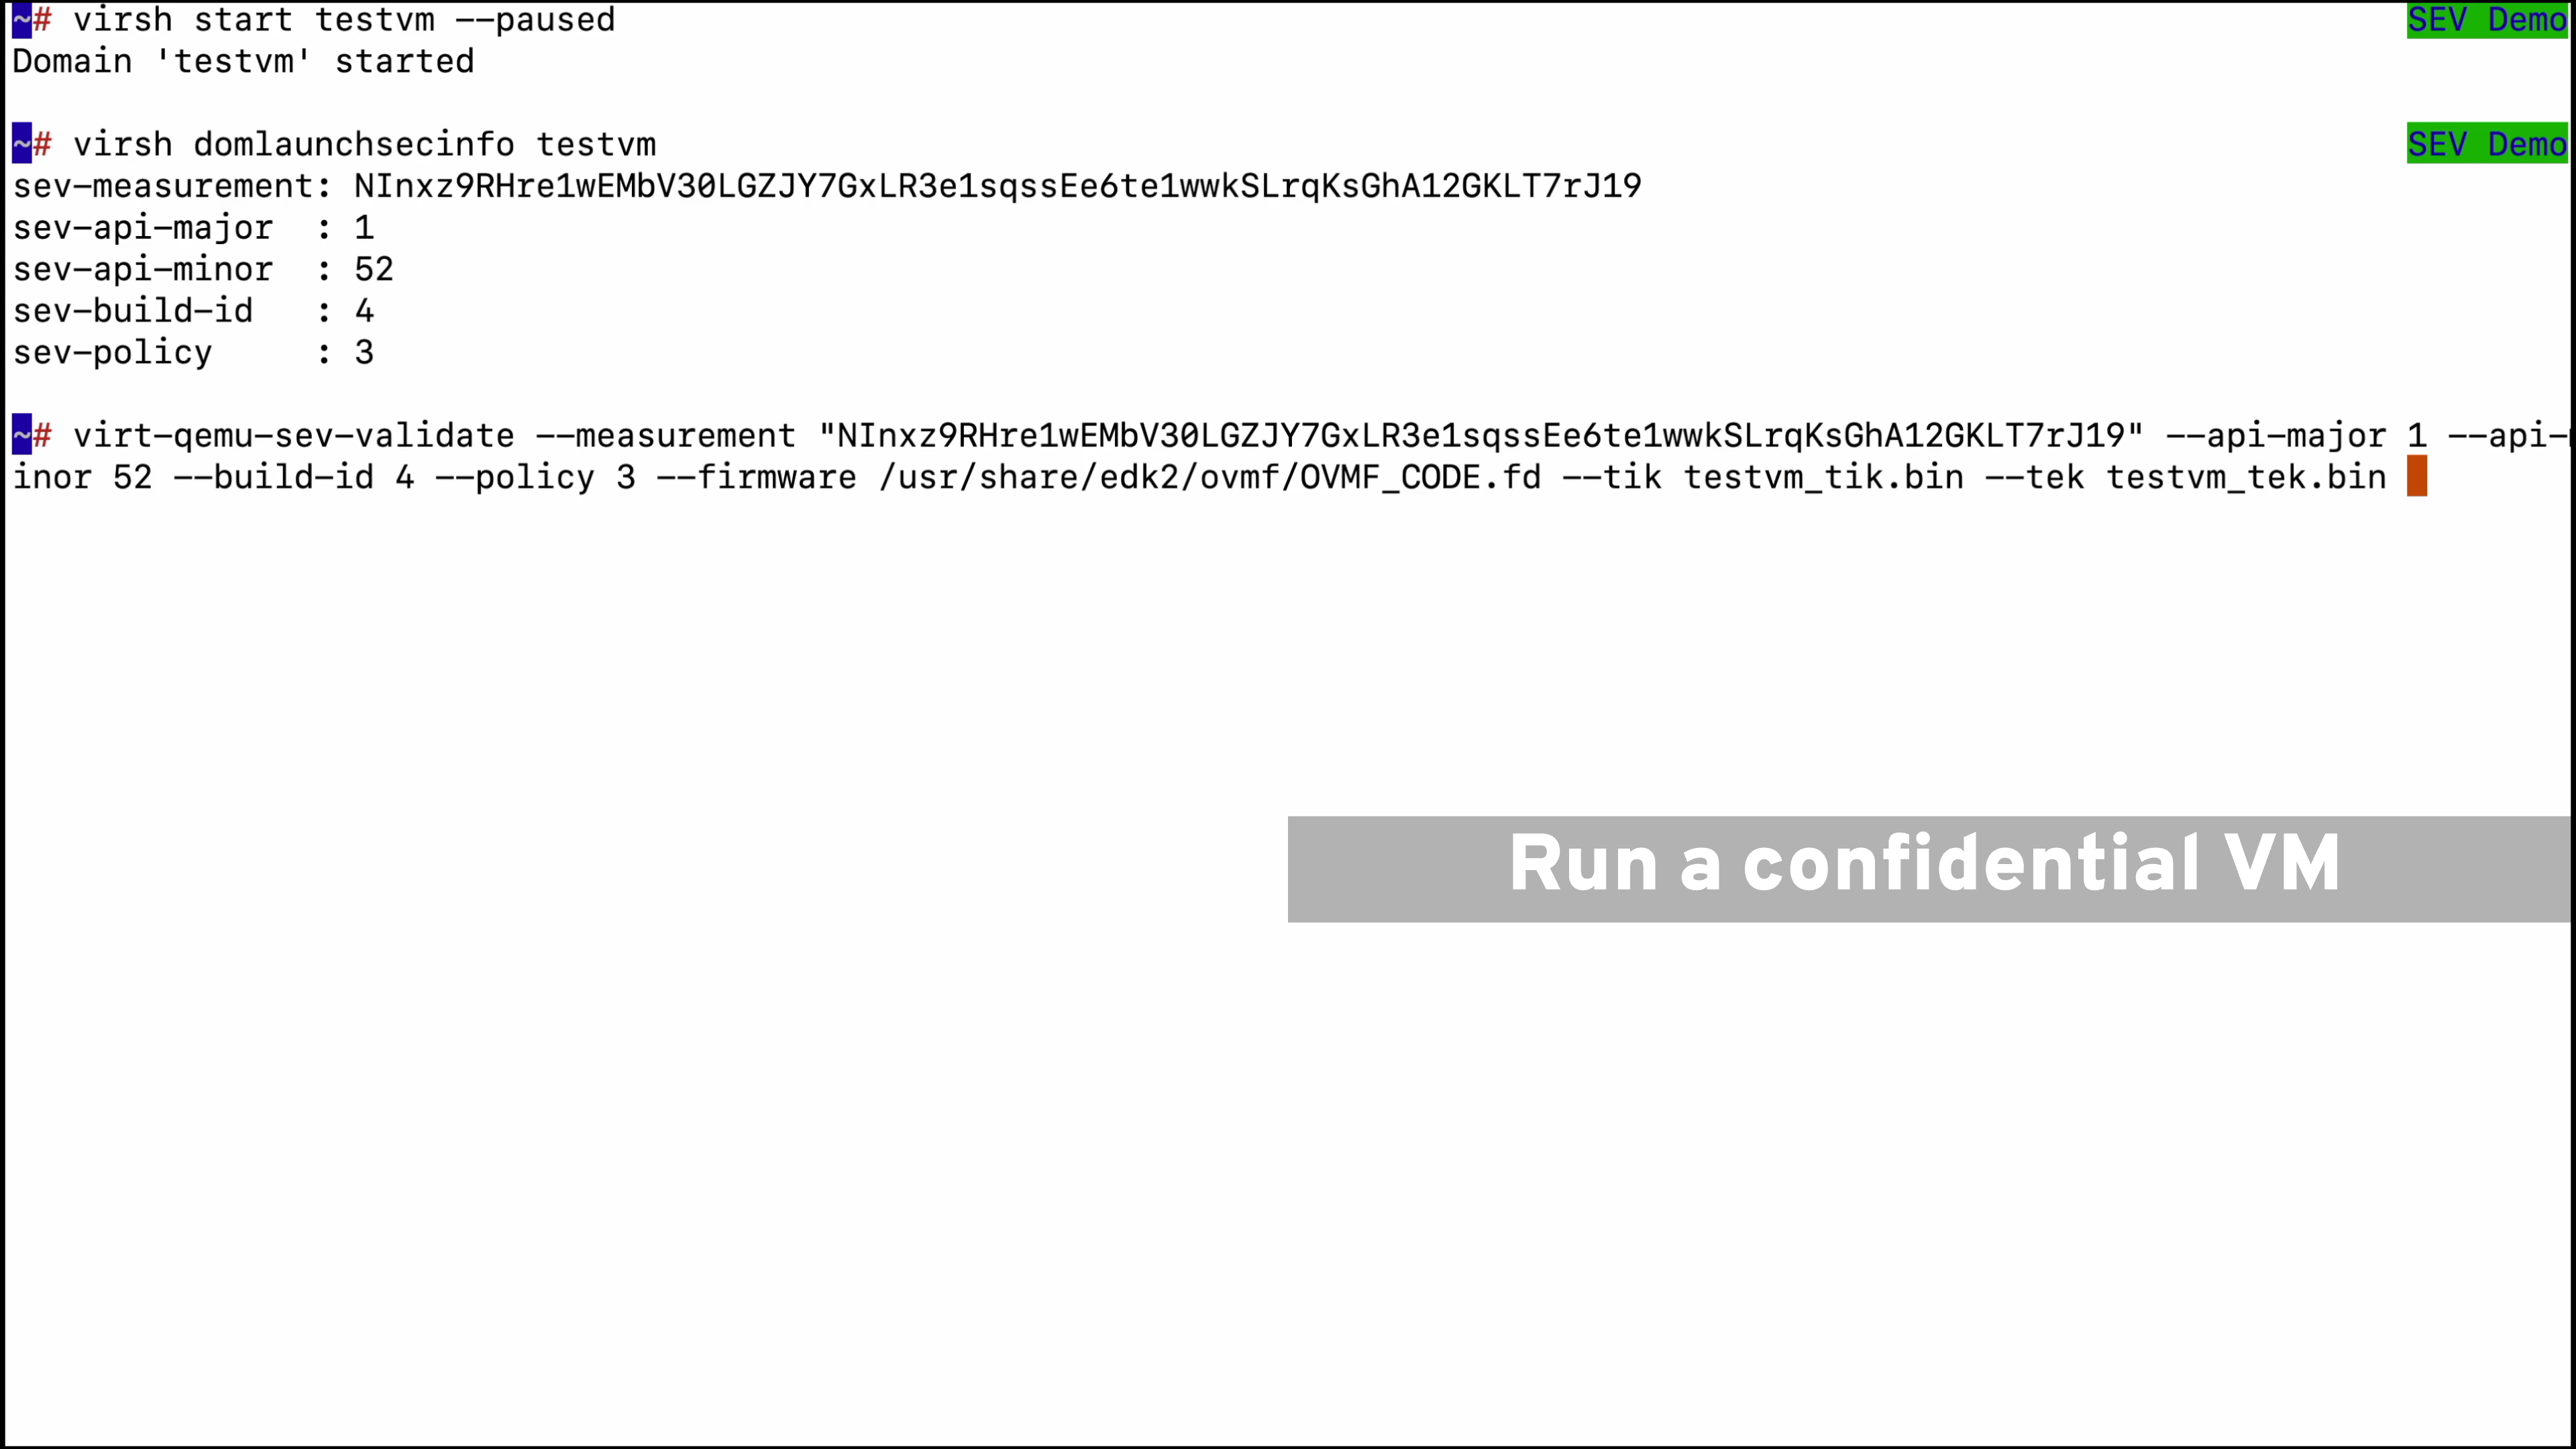 ~# virsh start testvm --paused SEV Demo
Domain 'testvm' started
~# virsh domlaunchsecinfo testvm SEV Demo
sev-measurement: NInxz9RHre1wEMbV30LGZJY7GxLR3e1sqssEe6te1wwkSLrqKsGhA12GKLT7rJ19
sev-api-major : 1
sev-api-minor : 52
sev-build-id : 4
sev-policy : 3
~# virt-qemu-sev-validate --measurement "NInxz9RHre1wEMbV30LGZJY7GxLR3e1sqssEe6te1wwkSLrqKsGhA12GKLT7rJ19" --api-major 1 --api-
inor 52 --build-id 4 --policy 3 --firmware /usr/share/edk2/ovmf/OVMF_CODE.fd --tik testvm_tik.bin --tek testvm_tek.bin
Run a confidential VM